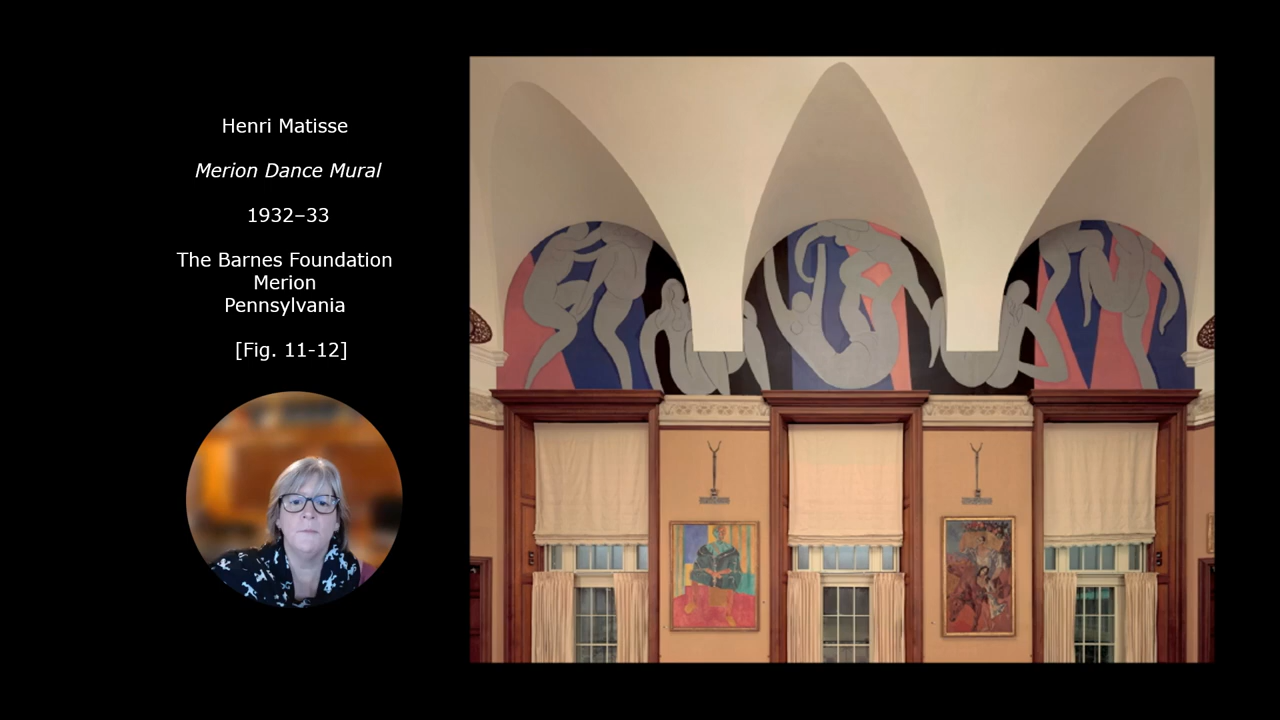 Henri Matisse
Merion Dance Mural
1932–33
The Barnes Foundation
Merion
Pennsylvania
[Fig. 11-12]